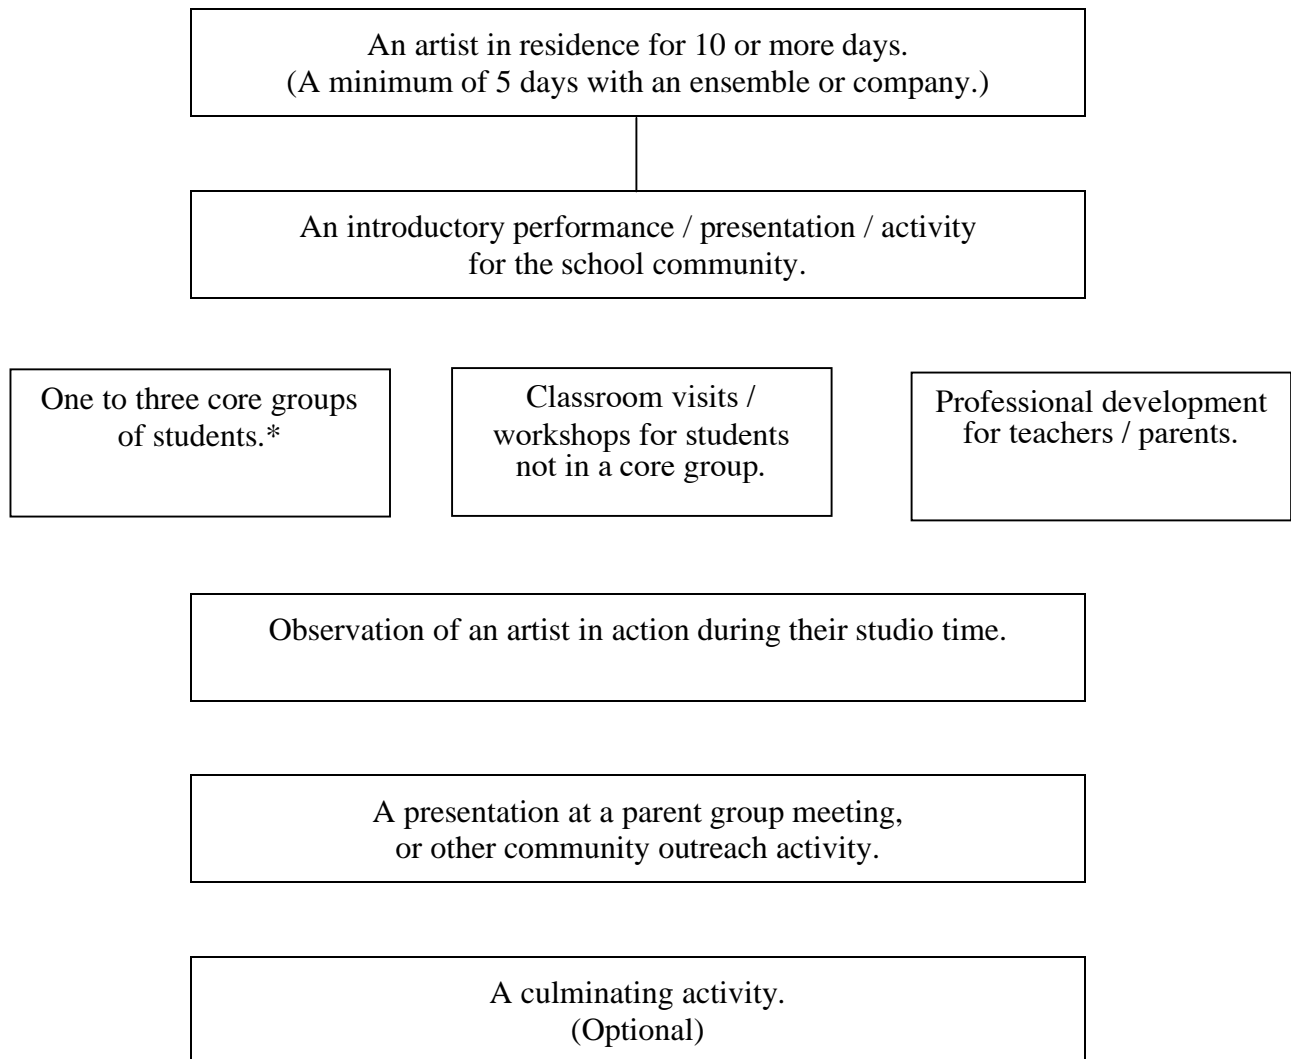 An artist in residence for 10 or more days.
(A minimum of 5 days with an ensemble or company.)
An introductory performance / presentation / activity
for the school community.
One to three core groups
of students.*
Classroom visits /
workshops for students
not in a core group.
Professional development
for teachers / parents.
Observation of an artist in action during their studio time.
A presentation at a parent group meeting,
or other community outreach activity.
A culminating activity.
(Optional)